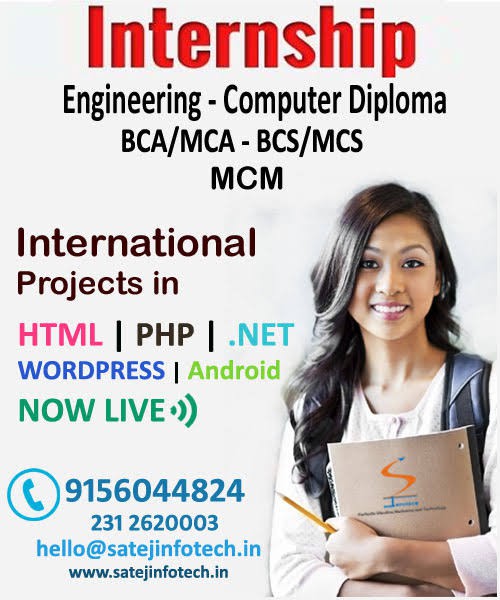 Internship
Engineering - Computer Diploma
BCA/MCA - BCS/MCS
MCM
International
Projects in
HTML | PHP | .NET
WORDPRESS | Android
NOW LIVE
9156044824
231 2620003
hello@satejinfotech.in
www.satejinfotech.in